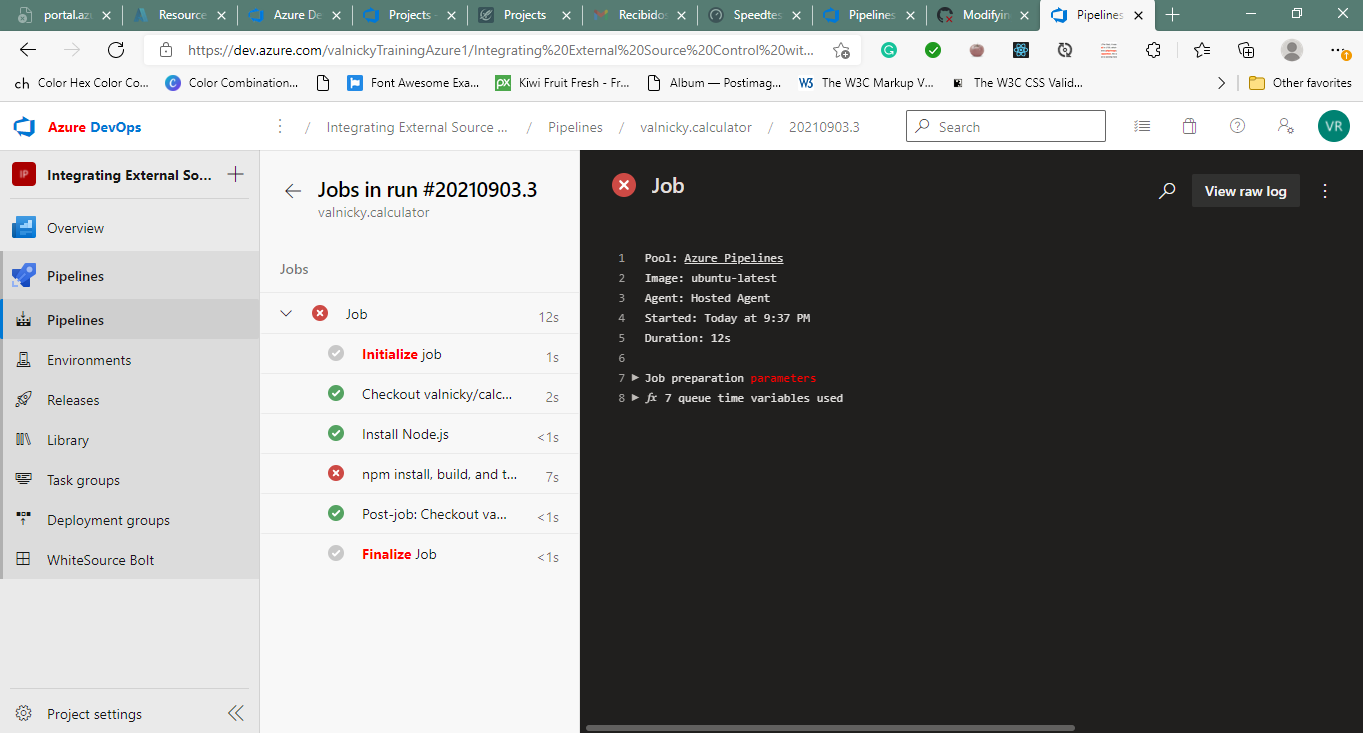 portal.az
Resource
Azure De
Projects -
Projects
Recibidos
Speedtes
Pipelines
Modifyin
Pipelines
https://dev.azure.com/valnickyTrainingAzure1/Integrating%20External%20Source%20Control%20wit...
ch Color Hex Color Co...
Color Combination...
Font Awesome Exa...
px Kiwi Fruit Fresh - Fr...
Album — Postimag...
W3 The W3C Markup V...
The W3C CSS Valid...
Other favorites
Azure DevOps
/ Integrating External Source ... / Pipelines / valnicky.calculator / 20210903.3
Search
VR
IP Integrating External So...
Overview
Pipelines
Pipelines
Environments
Releases
Library
Task groups
Deployment groups
WhiteSource Bolt
Project settings
Jobs in run #20210903.3
valnicky.calculator
Jobs
Job 12s
Initialize job 1s
Checkout valnicky/calc... 2s
Install Node.js <1s
npm install, build, and t... 7s
Post-job: Checkout va... <1s
Finalize Job <1s
Job
View raw log
1 Pool: Azure Pipelines
2 Image: ubuntu-latest
3 Agent: Hosted Agent
4 Started: Today at 9:37 PM
5 Duration: 12s
6
7 Job preparation parameters
8 fx 7 queue time variables used